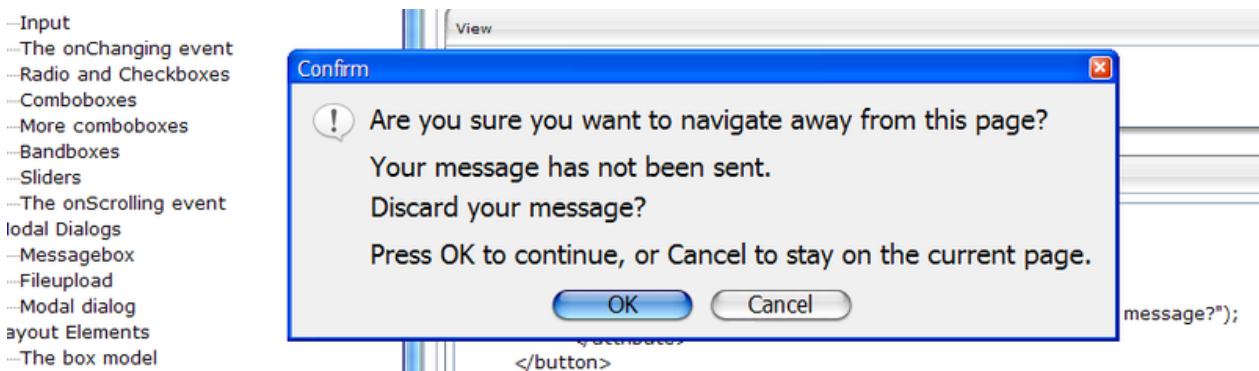 Input
The onChanging event
Radio and Checkboxes
Comboboxes
More comboboxes
Bandboxes
Sliders
The onScrolling event
Dialogs
Messagebox
Fileupload
Modal dialog
Elements
The box model
View
Confirm
Are you sure you want to navigate away from this page?
Your message has not been sent.
Discard your message?
Press OK to continue, or Cancel to stay on the current page.
OK Cancel
message?");
</button>